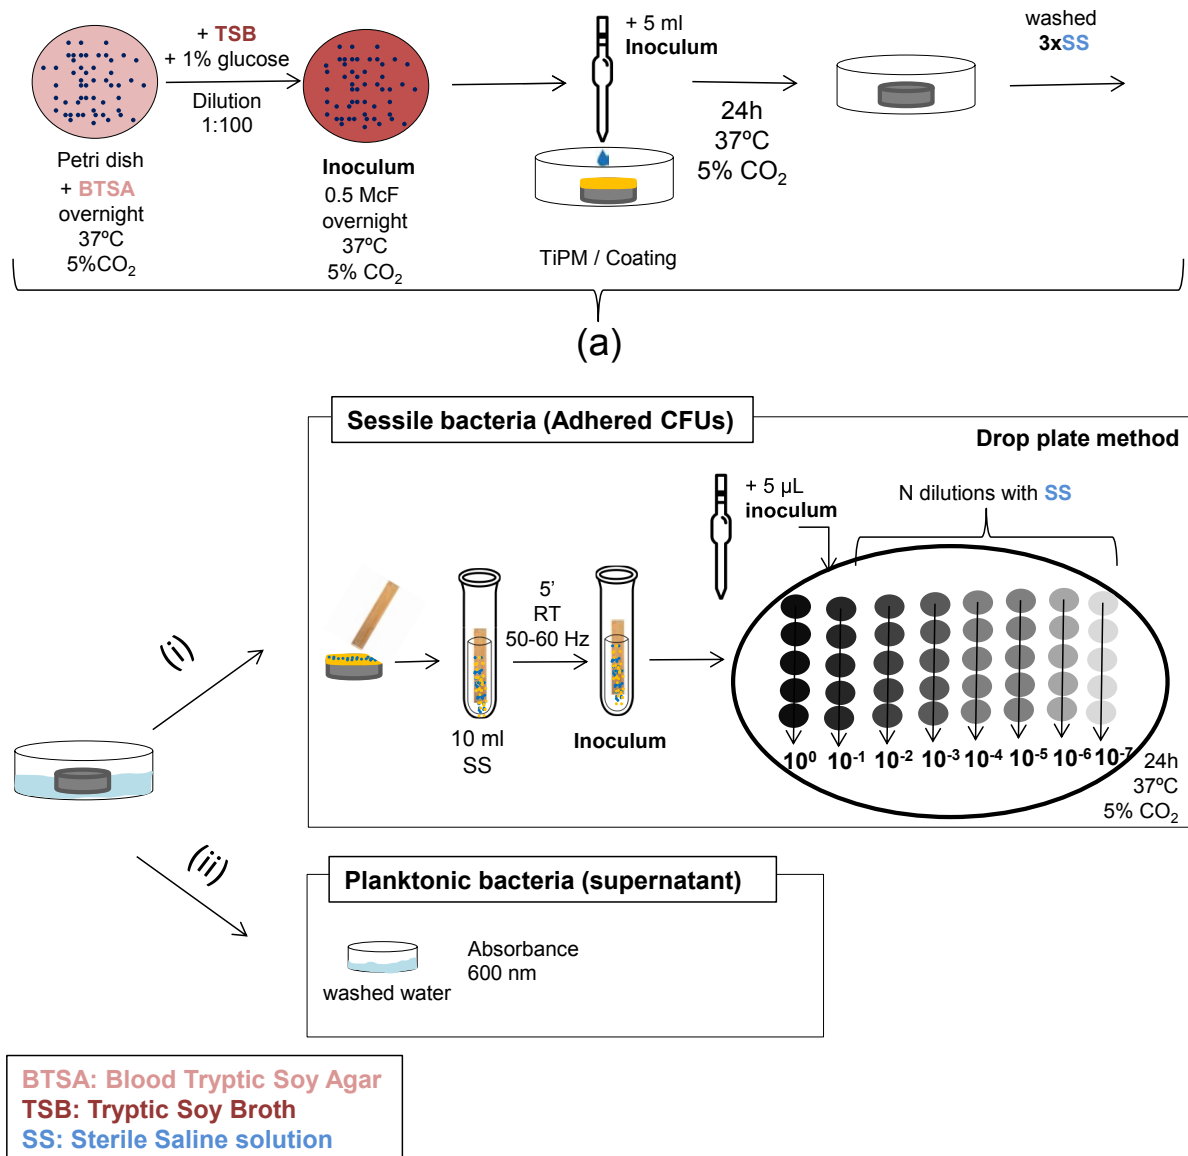 + TSB
+ 1% glucose
Dilution
1:100
Petri dish
+ BTSA
overnight
37ºC
5%CO2
Inoculum
0.5 McF
overnight
37ºC
5% CO2
+ 5 ml
Inoculum
TiPM / Coating
24h
37ºC
5% CO2
washed
3xSS
(a)
Sessile bacteria (Adhered CFUs)
Drop plate method
5’
RT
50-60 Hz
10 ml
SS
Inoculum
+ 5 µL
inoculum
N dilutions with SS
10⁰ 10⁻¹ 10⁻² 10⁻³ 10⁻⁴ 10⁻⁵ 10⁻⁶ 10⁻⁷
24h
37ºC
5% CO2
(i)
(ii)
Planktonic bacteria (supernatant)
washed water
Absorbance
600 nm
BTSA: Blood Tryptic Soy Agar
TSB: Tryptic Soy Broth
SS: Sterile Saline solution